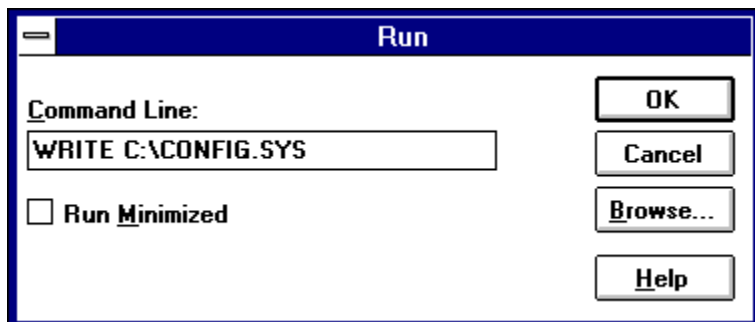 Run
Command Line:
WRITE C:\CONFIG.SYS
Run Minimized
OK
Cancel
Browse...
Help